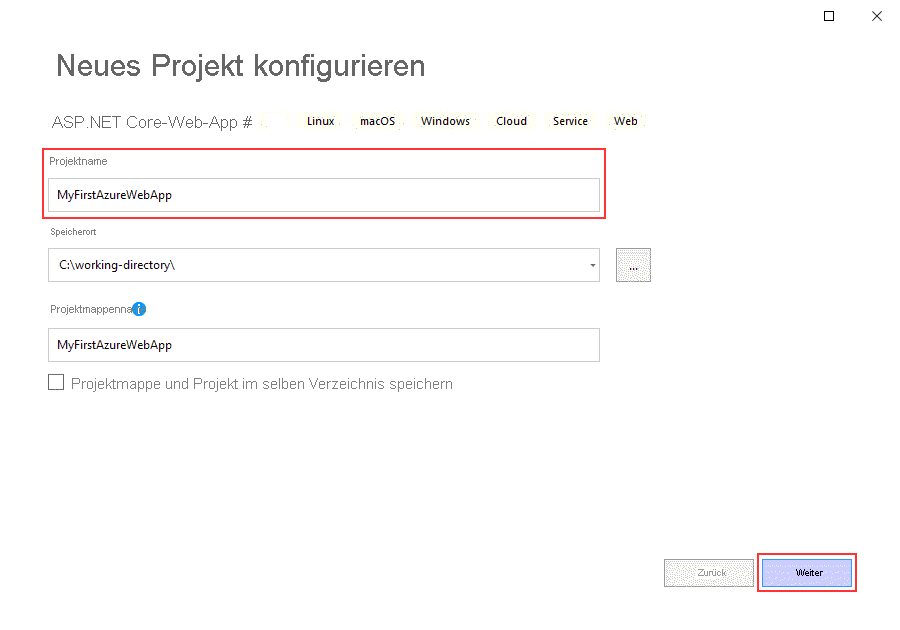 Neues Projekt konfigurieren
ASP.NET Core-Web-App # Linux macOS Windows Cloud Service Web
Projektname
MyFirstAzureWebApp
Speicherort
C:\working-directory\
...
Projektmappenna
MyFirstAzureWebApp
Projektmappe und Projekt im selben Verzeichnis speichern
Zurück Weiter